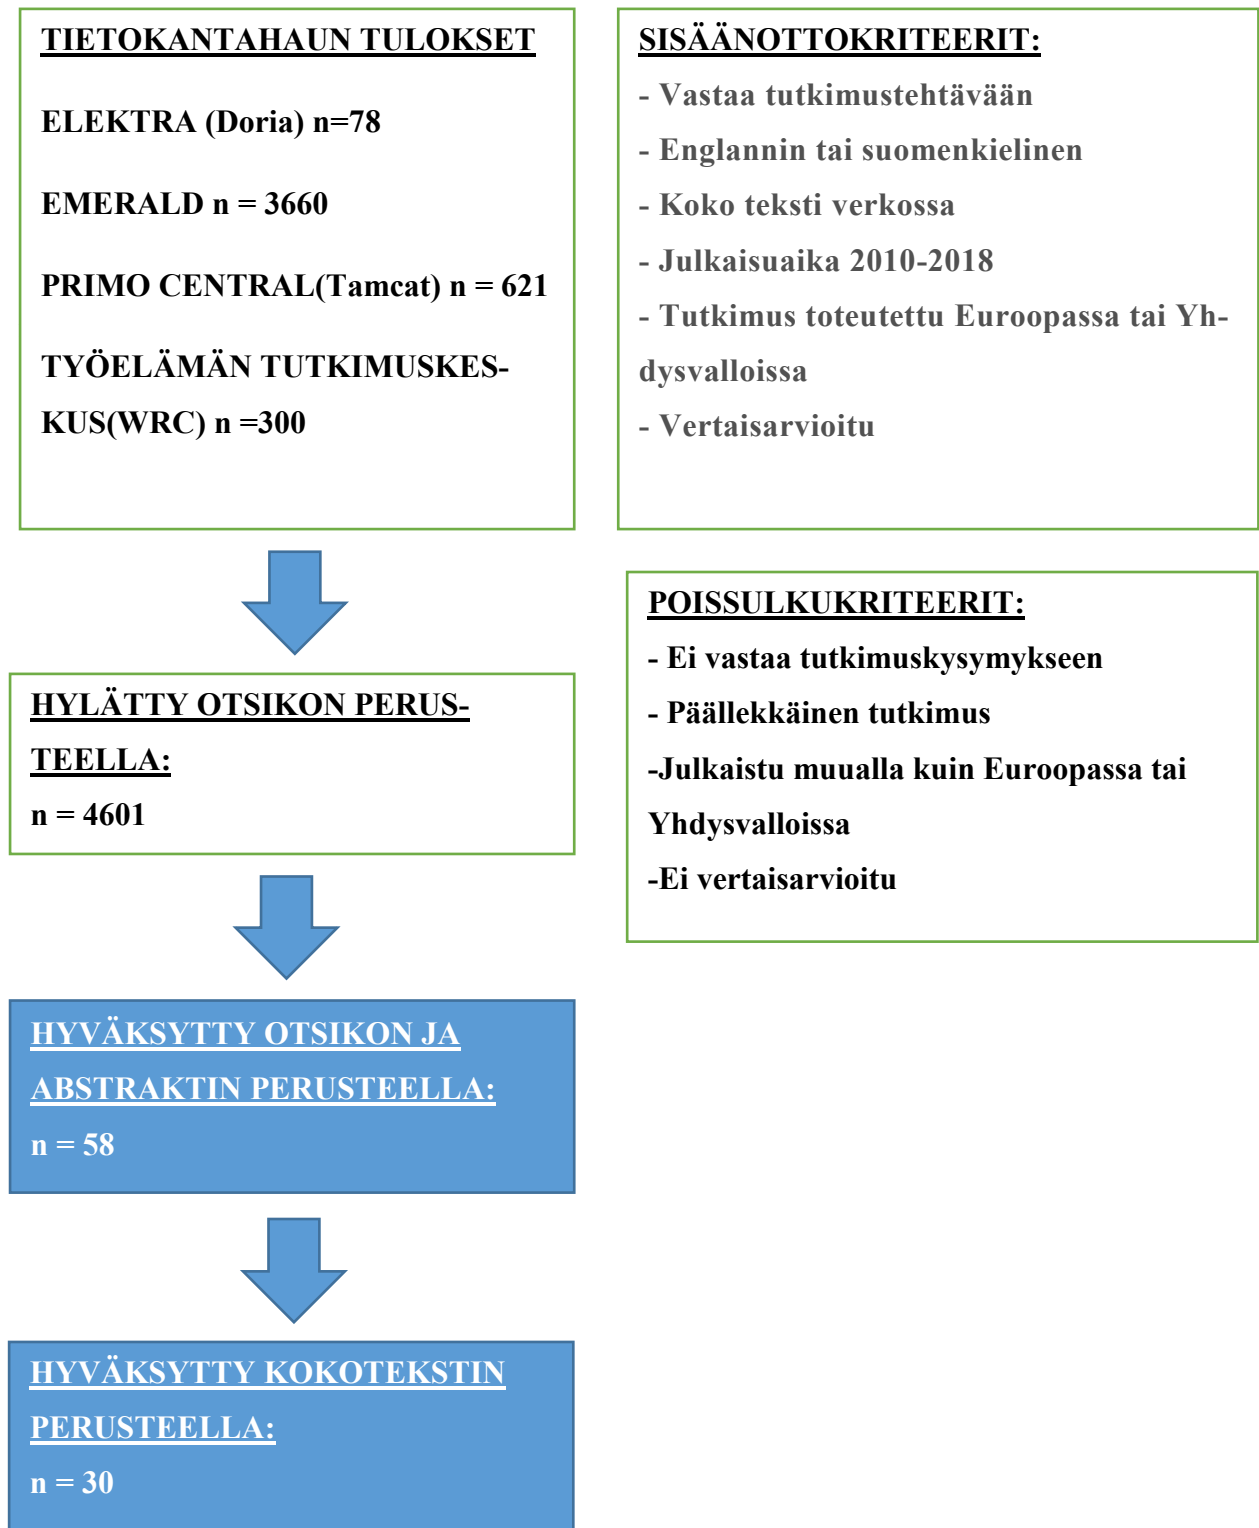 TIETOKANTAHAUN TULOKSET
ELEKTRA (Doria) n=78
EMERALD n = 3660
PRIMO CENTRAL(Tamcat) n = 621
TYÖELÄMÄN TUTKIMUSKES-
KUS(WRC) n =300
SISÄÄNOTTOKRITEERIT:
- Vastaa tutkimustehtävään
- Englannin tai suomenkielinen
- Koko teksti verkossa
- Julkaisuaika 2010-2018
- Tutkimus toteutettu Euroopassa tai Yh-
dysvalloissa
- Vertaisarvioitu
POISSULKUKRITEERIT:
- Ei vastaa tutkimuskysymykseen
- Päällekkäinen tutkimus
-Julkaistu muualla kuin Euroopassa tai
Yhdysvalloissa
-Ei vertaisarvioitu
HYLÄTTY OTSIKON PERUS-
TEELLA:
n = 4601
HYVÄKSYTTY OTSIKON JA
ABSTRAKTIN PERUSTEELLA:
n = 58
HYVÄKSYTTY KOKOTEKSTIN
PERUSTEELLA:
n = 30